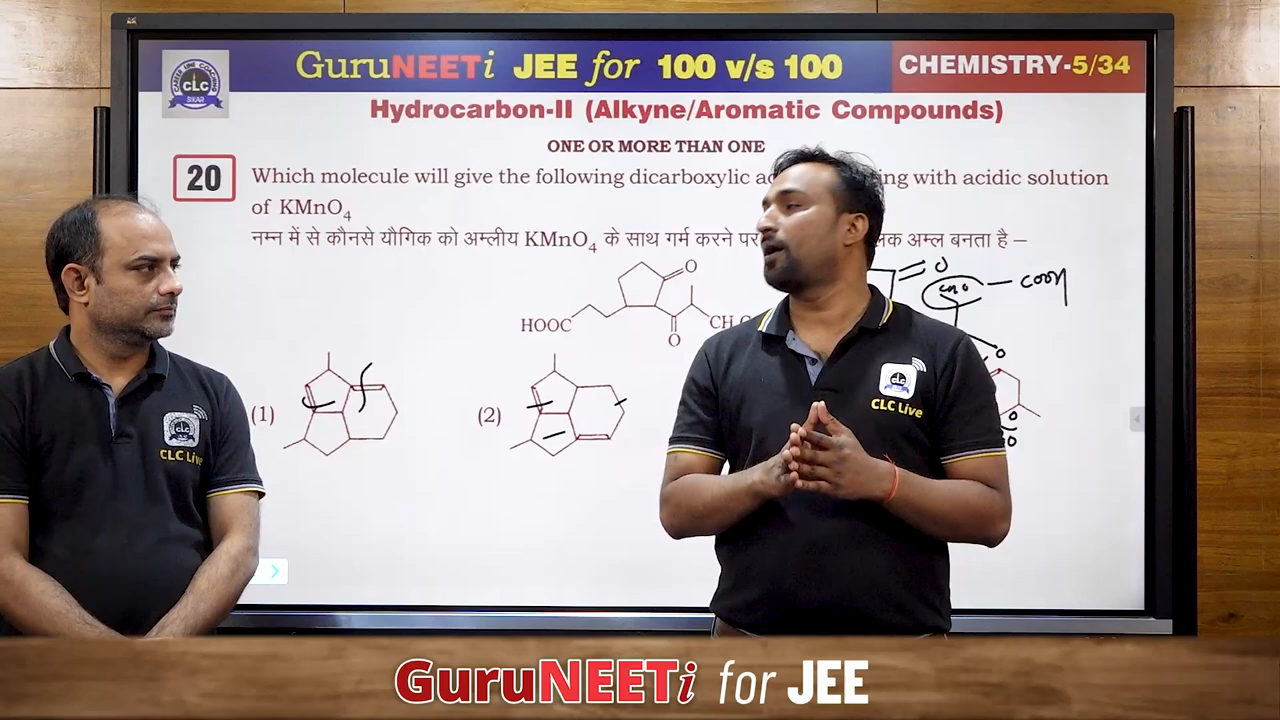 GuruNEETi JEE for 100 v/s 100
CHEMISTRY-5/34
CLC
SIKAR
Hydrocarbon-II (Alkyne/Aromatic Compounds)
ONE OR MORE THAN ONE
20
Which molecule will give the following dicarboxylic with acidic solution
of KMnO4
नम्न में से कौनसे यौगिक को अम्लीय KMnO4 के साथ गर्म करने पर अम्ल बनता है –
O
O
COOH
HOOC
O
CH
O
O
O
(1)
(2)
CLC Live
CLC Live
GuruNEETi for JEE